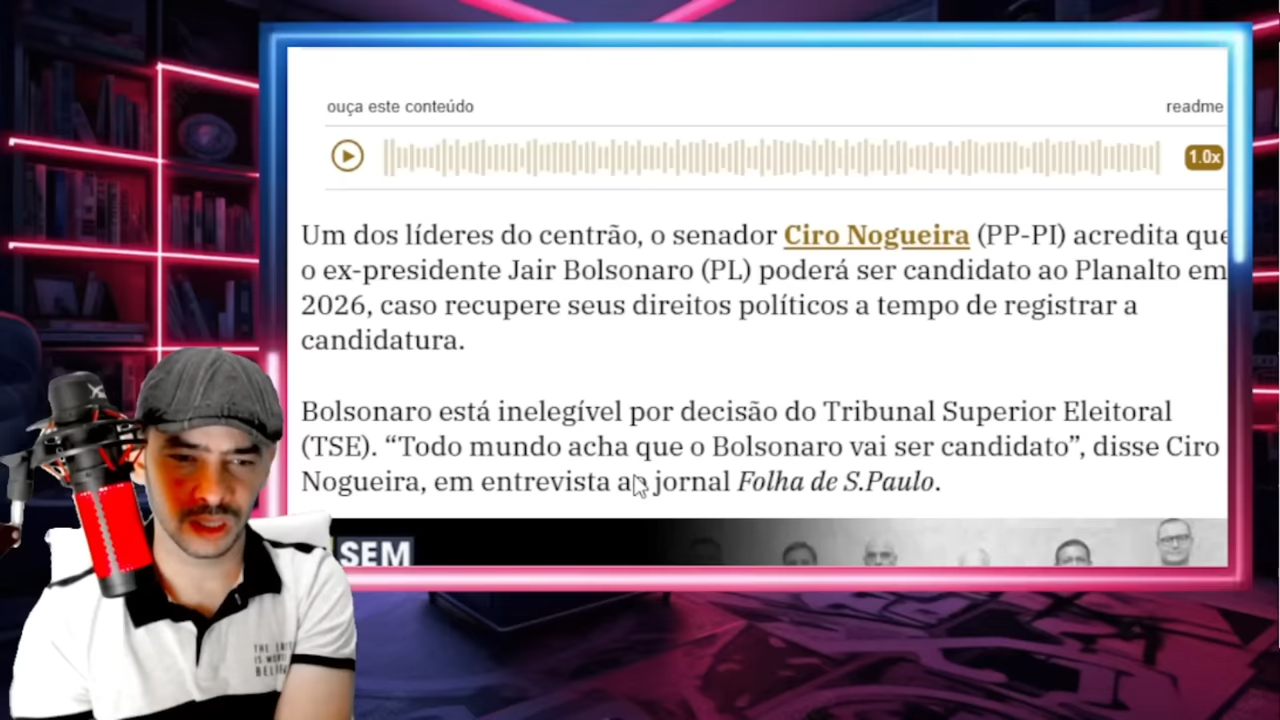 ouça este conteúdo
readme
1.0x
Um dos líderes do centrão, o senador Ciro Nogueira (PP-PI) acredita que
o ex-presidente Jair Bolsonaro (PL) poderá ser candidato ao Planalto em
2026, caso recupere seus direitos políticos a tempo de registrar a
candidatura.
Bolsonaro está inelegível por decisão do Tribunal Superior Eleitoral
(TSE). “Todo mundo acha que o Bolsonaro vai ser candidato”, disse Ciro
Nogueira, em entrevista ao jornal Folha de S.Paulo.
SEM
THE
IS